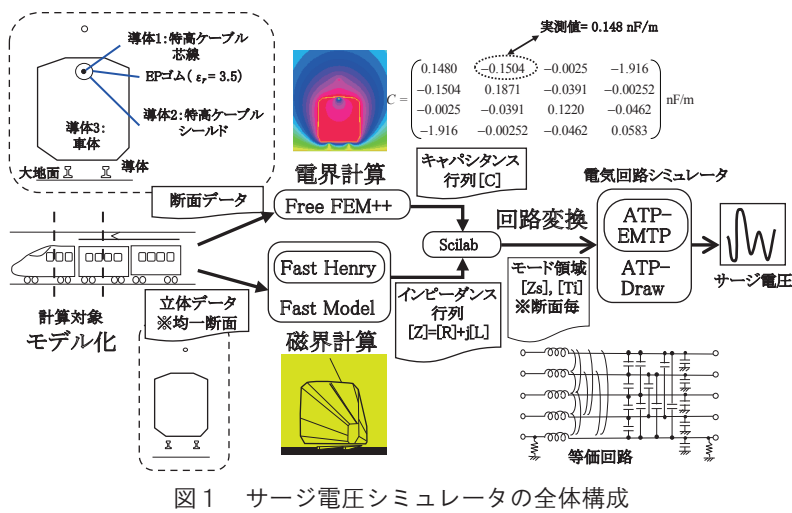 導体1:特高ケーブル
芯線
EPゴム( εr = 3.5)
導体2:特高ケーブル
シールド
導体3:
車体
大地面
導体
実測値= 0.148 nF/m
0.1480 −0.1504 −0.0025 −1.916
−0.1504 0.1871 −0.0391 −0.00252
C = nF/m
−0.0025 −0.0391 0.1220 −0.0462
−1.916 −0.00252 −0.0462 0.0583
電界計算
断面データ
Free FEM++
キャパシタンス
行列[C]
電気回路シミュレータ
回路変換
Scilab
ATP-
EMTP
ATP-
Draw
サージ電圧
計算対象
モデル化
立体データ
※均一断面
Fast Henry
Fast Model
磁界計算
インピーダンス
行列
[Z]=[R]+j[L]
モード領域
[Zs], [Ti]
※断面毎
等価回路
図1 サージ電圧シミュレータの全体構成